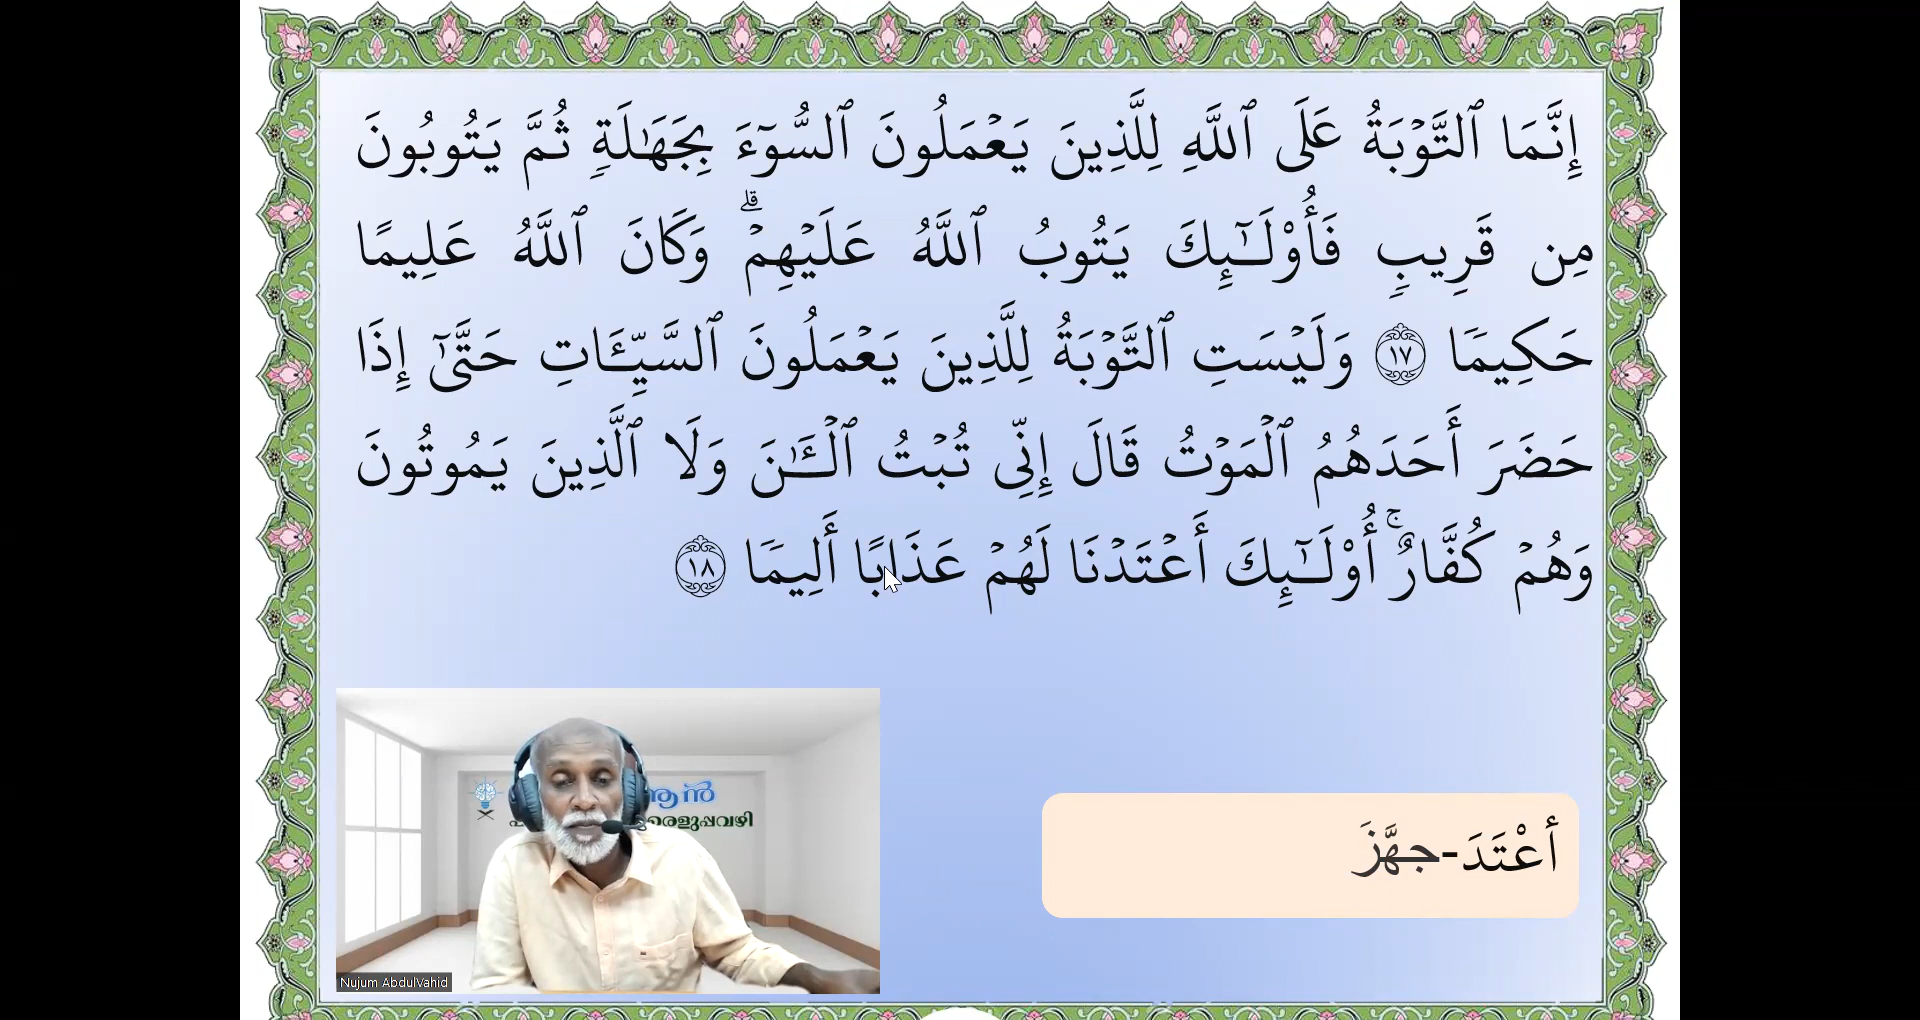 إِنَّمَا ٱلتَّوۡبَةُ عَلَى ٱللَّهِ لِلَّذِينَ يَعۡمَلُونَ ٱلسُّوٓءَ بِجَهَٰلَةٖ ثُمَّ يَتُوبُونَ
مِن قَرِيبٖ فَأُوْلَٰٓئِكَ يَتُوبُ ٱللَّهُ عَلَيۡهِمۡۗ وَكَانَ ٱللَّهُ عَلِيمًا
حَكِيمٗا ١٧ وَلَيۡسَتِ ٱلتَّوۡبَةُ لِلَّذِينَ يَعۡمَلُونَ ٱلسَّيِّـَٔاتِ حَتَّىٰٓ إِذَا
حَضَرَ أَحَدَهُمُ ٱلۡمَوۡتُ قَالَ إِنِّي تُبۡتُ ٱلۡـَٰٔنَ وَلَا ٱلَّذِينَ يَمُوتُونَ
وَهُمۡ كُفَّارٌۚ أُوْلَٰٓئِكَ أَعۡتَدۡنَا لَهُمۡ عَذَابًا أَلِيمٗا ١٨
أَعْتَدَ-جهَّزَ
Nujum AbdulVahid